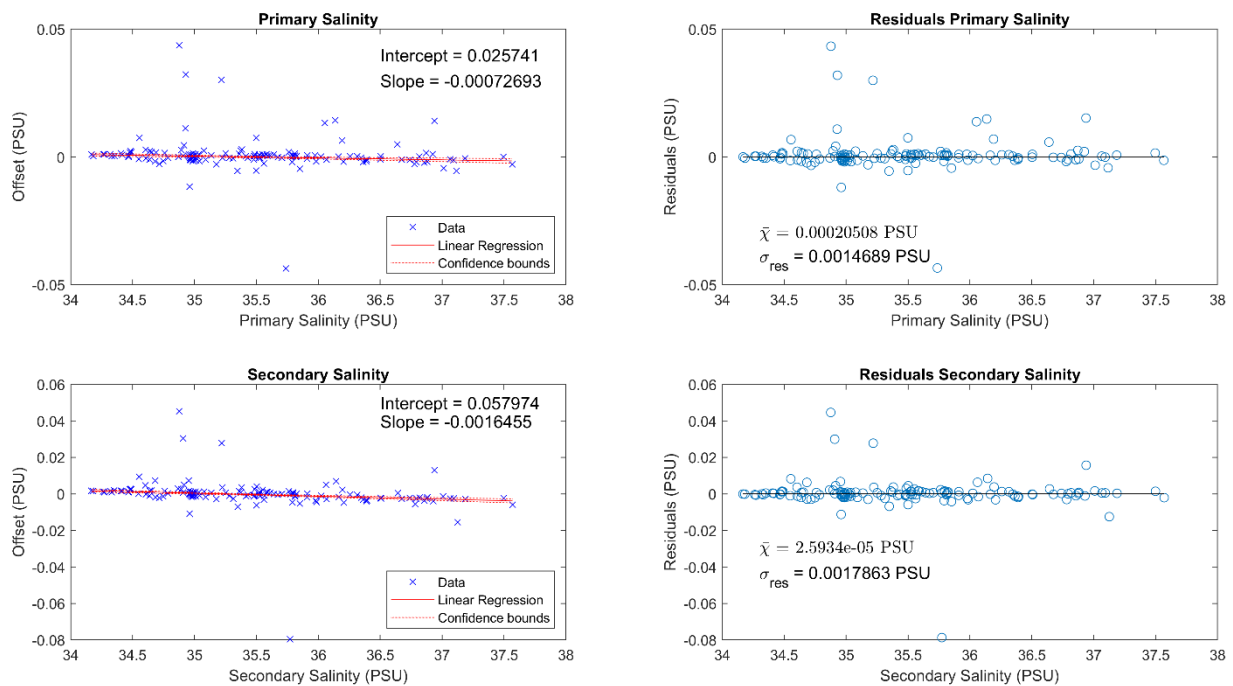 Primary Salinity
0.05
0
-0.05
Offset (PSU)
Intercept = 0.025741
Slope = -0.00072693
Data
Linear Regression
Confidence bounds
34 34.5 35 35.5 36 36.5 37 37.5 38
Primary Salinity (PSU)
Residuals Primary Salinity
0.05
0
-0.05
Residuals (PSU)
χ̄ = 0.00020508 PSU
σres = 0.0014689 PSU
34 34.5 35 35.5 36 36.5 37 37.5 38
Primary Salinity (PSU)
Secondary Salinity
0.06
0.04
0.02
0
-0.02
-0.04
-0.06
-0.08
Offset (PSU)
Intercept = 0.057974
Slope = -0.0016455
Data
Linear Regression
Confidence bounds
34 34.5 35 35.5 36 36.5 37 37.5 38
Secondary Salinity (PSU)
Residuals Secondary Salinity
0.06
0.04
0.02
0
-0.02
-0.04
-0.06
-0.08
Residuals (PSU)
χ̄ = 2.5934e-05 PSU
σres = 0.0017863 PSU
34 34.5 35 35.5 36 36.5 37 37.5 38
Secondary Salinity (PSU)